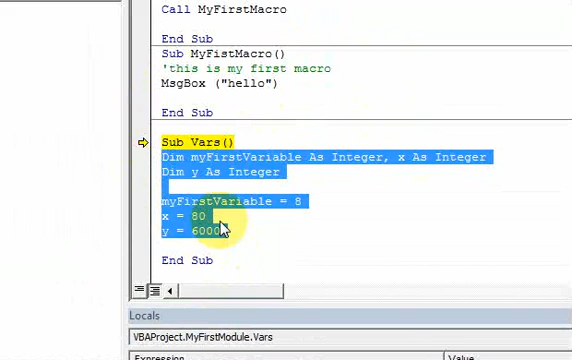 Call MyFirstMacro
End Sub
Sub MyFistMacro()
'this is my first macro
MsgBox ("hello")
End Sub
Sub Vars()
Dim myFirstVariable As Integer, x As Integer
Dim y As Integer
myFirstVariable = 8
x = 80
y = 6000
End Sub
Locals
VBAProject.MyFirstModule.Vars
Expression Value